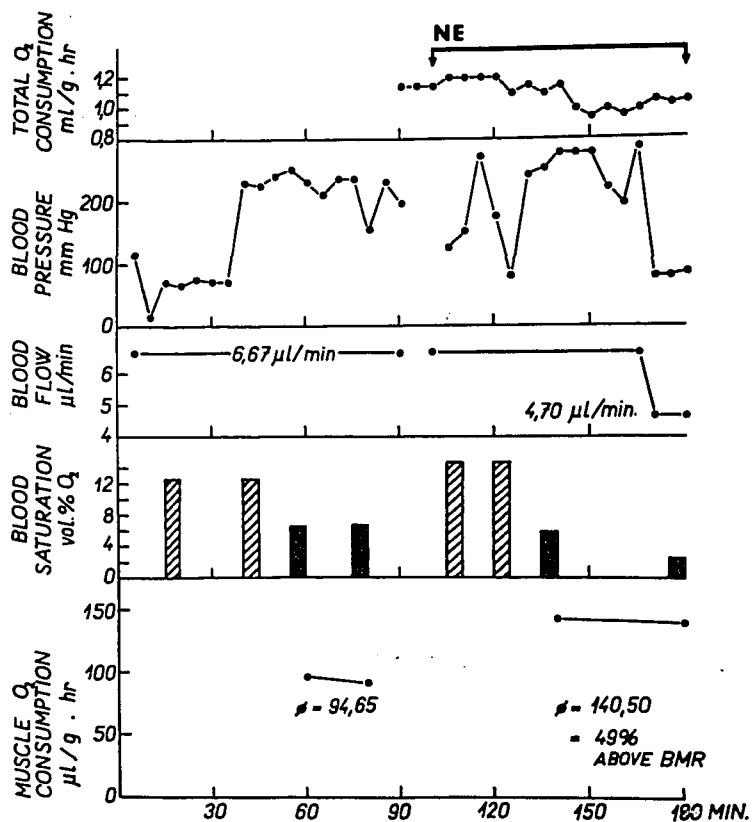 NE
TOTAL O2
CONSUMPTION
ml/g.hr
1,2
1,0
0,8
BLOOD
PRESSURE
mm Hg
200
100
0
BLOOD
FLOW
µl/min
6
5
4
6,67 µl/min
4,70 µl/min.
BLOOD
SATURATION
vol.% O2
12
8
4
0
MUSCLE O2
CONSUMPTION
µl/g . hr
150
100
50
0
ø = 94,65
ø = 140,50
= 49%
ABOVE BMR
30 60 90 120 150 180 MIN.